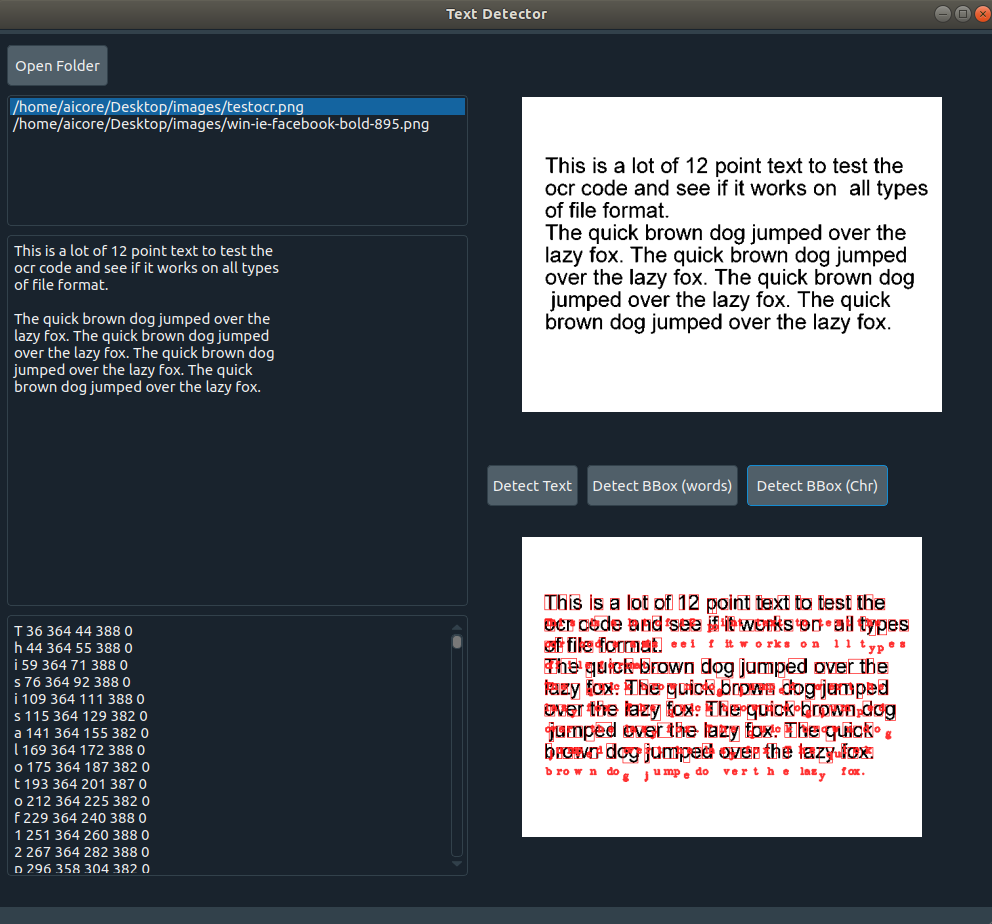 Text Detector
Open Folder
/home/aicore/Desktop/images/testocr.png
/home/aicore/Desktop/images/win-ie-facebook-bold-895.png
This is a lot of 12 point text to test the
ocr code and see if it works on all types
of file format.
The quick brown dog jumped over the
lazy fox. The quick brown dog jumped
over the lazy fox. The quick brown dog
jumped over the lazy fox. The quick
brown dog jumped over the lazy fox.
T 36 364 44 388 0
h 44 364 55 388 0
i 59 364 71 388 0
s 76 364 92 388 0
i 109 364 111 388 0
s 115 364 129 382 0
a 141 364 155 382 0
l 169 364 172 388 0
o 175 364 187 382 0
t 193 364 201 387 0
o 212 364 225 382 0
f 229 364 240 388 0
1 251 364 260 388 0
2 267 364 282 388 0
p 296 358 304 382 0
This is a lot of 12 point text to test the
ocr code and see if it works on  all types
of file format.
The quick brown dog jumped over the
lazy fox. The quick brown dog jumped
over the lazy fox. The quick brown dog
jumped over the lazy fox. The quick
brown dog jumped over the lazy fox.
Detect Text
Detect BBox (words)
Detect BBox (Chr)
This is a lot of 12 point text to test the
ocr code and see if it works on  all types
of file format.
The quick brown dog jumped over the
lazy fox. The quick brown dog jumped
over the lazy fox. The quick brown dog
jumped over the lazy fox. The quick
brown dog jumped over the lazy fox.
brown dog jumped over the lazy fox.